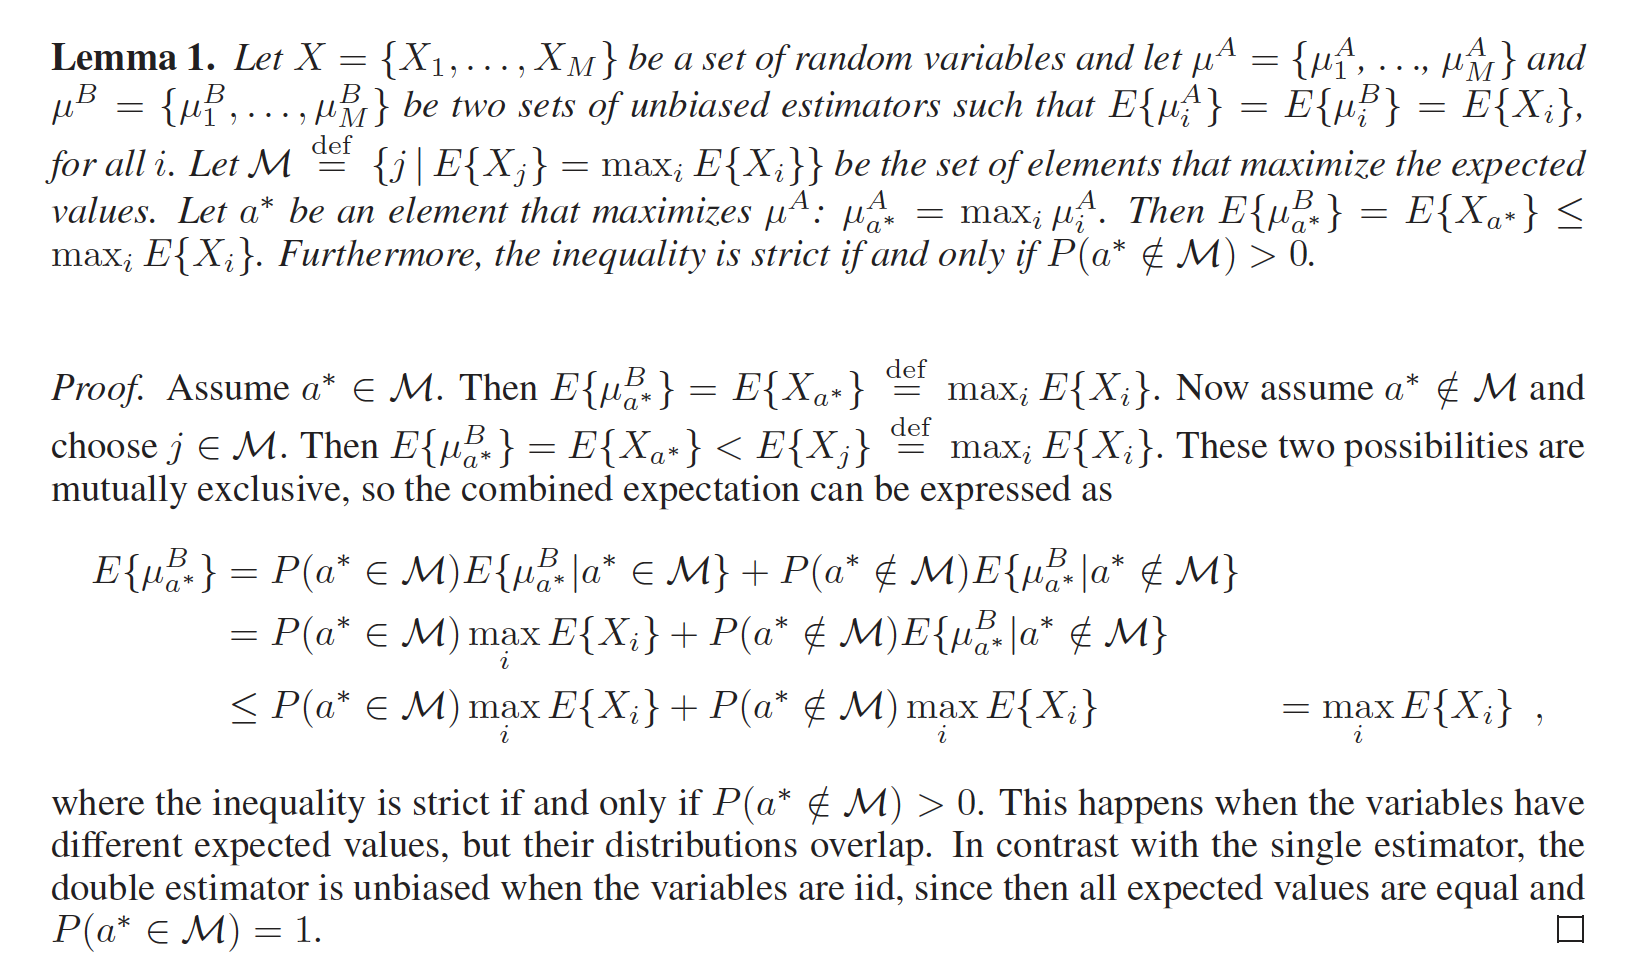 Lemma 1. Let X = {X₁, . . . , X_M} be a set of random variables and let μ^A = {μ₁^A, . . ., μ_M^A} and
μ^B = {μ₁^B, . . . , μ_M^B} be two sets of unbiased estimators such that E{μ_i^A} = E{μ_i^B} = E{X_i},
for all i. Let ℳ def= {j | E{X_j} = max_i E{X_i}} be the set of elements that maximize the expected
values. Let a* be an element that maximizes μ^A: μ_{a*}^A = max_i μ_i^A. Then E{μ_{a*}^B} = E{X_{a*}} ≤
max_i E{X_i}. Furthermore, the inequality is strict if and only if P(a* ∉ ℳ) > 0.
Proof. Assume a* ∈ ℳ. Then E{μ_{a*}^B} = E{X_{a*}} def= max_i E{X_i}. Now assume a* ∉ ℳ and
choose j ∈ ℳ. Then E{μ_{a*}^B} = E{X_{a*}} < E{X_j} def= max_i E{X_i}. These two possibilities are
mutually exclusive, so the combined expectation can be expressed as
E{μ_{a*}^B} = P(a* ∈ ℳ)E{μ_{a*}^B|a* ∈ ℳ} + P(a* ∉ ℳ)E{μ_{a*}^B|a* ∉ ℳ}
= P(a* ∈ ℳ) max_i E{X_i} + P(a* ∉ ℳ)E{μ_{a*}^B|a* ∉ ℳ}
≤ P(a* ∈ ℳ) max_i E{X_i} + P(a* ∉ ℳ) max_i E{X_i} = max_i E{X_i} ,
where the inequality is strict if and only if P(a* ∉ ℳ) > 0. This happens when the variables have
different expected values, but their distributions overlap. In contrast with the single estimator, the
double estimator is unbiased when the variables are iid, since then all expected values are equal and
P(a* ∈ ℳ) = 1. □